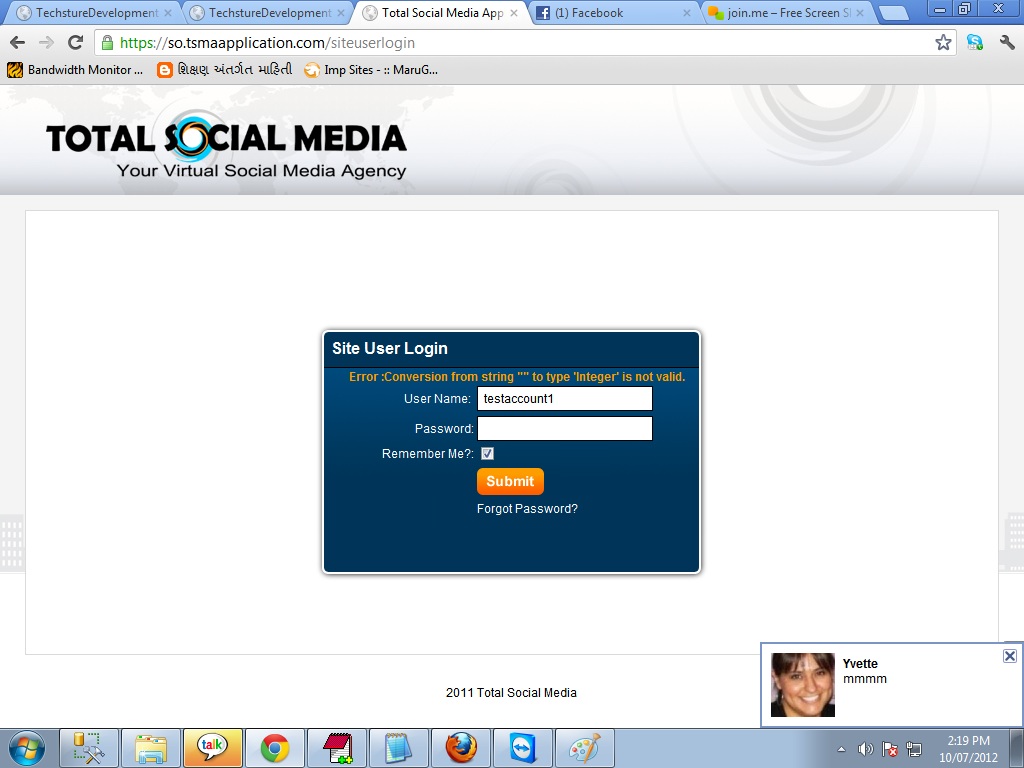 TechstureDevelopment
TechstureDevelopment
Total Social Media App
(1) Facebook
join.me – Free Screen S
https://so.tsmaapplication.com/siteuserlogin
Bandwidth Monitor ...
શિક્ષણ અંતર્ગત માહિતી
Imp Sites - :: MaruG...
TOTAL SOCIAL MEDIA
Your Virtual Social Media Agency
Site User Login
Error :Conversion from string "" to type 'Integer' is not valid.
User Name: testaccount1
Password:
Remember Me?:
Submit
Forgot Password?
Yvette
mmmm
2011 Total Social Media
talk
2:19 PM
10/07/2012